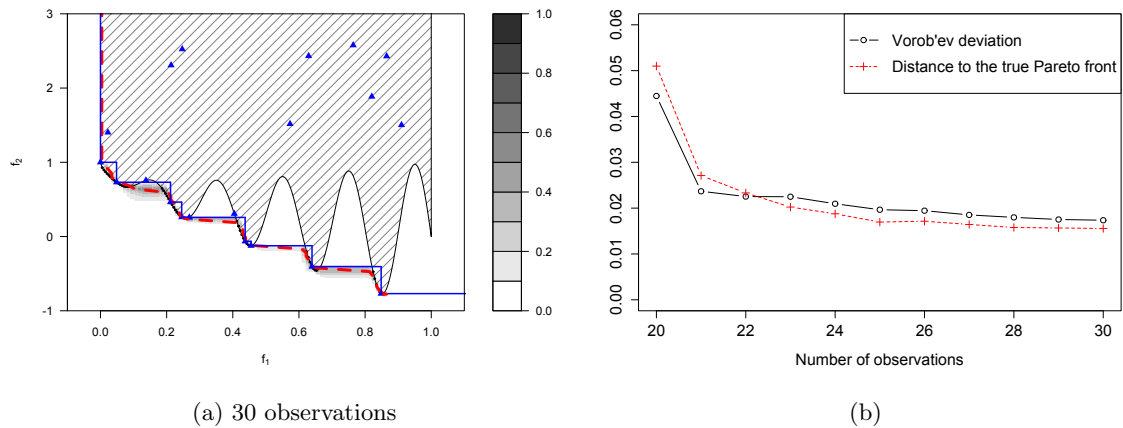 3
2
1
0
-1
f2
0.0 0.2 0.4 0.6 0.8 1.0
f1
1.0
0.8
0.6
0.4
0.2
0.0
(a) 30 observations
0.06
0.05
0.04
0.03
0.02
0.01
0.00
Vorob'ev deviation
Distance to the true Pareto front
20 22 24 26 28 30
Number of observations
(b)